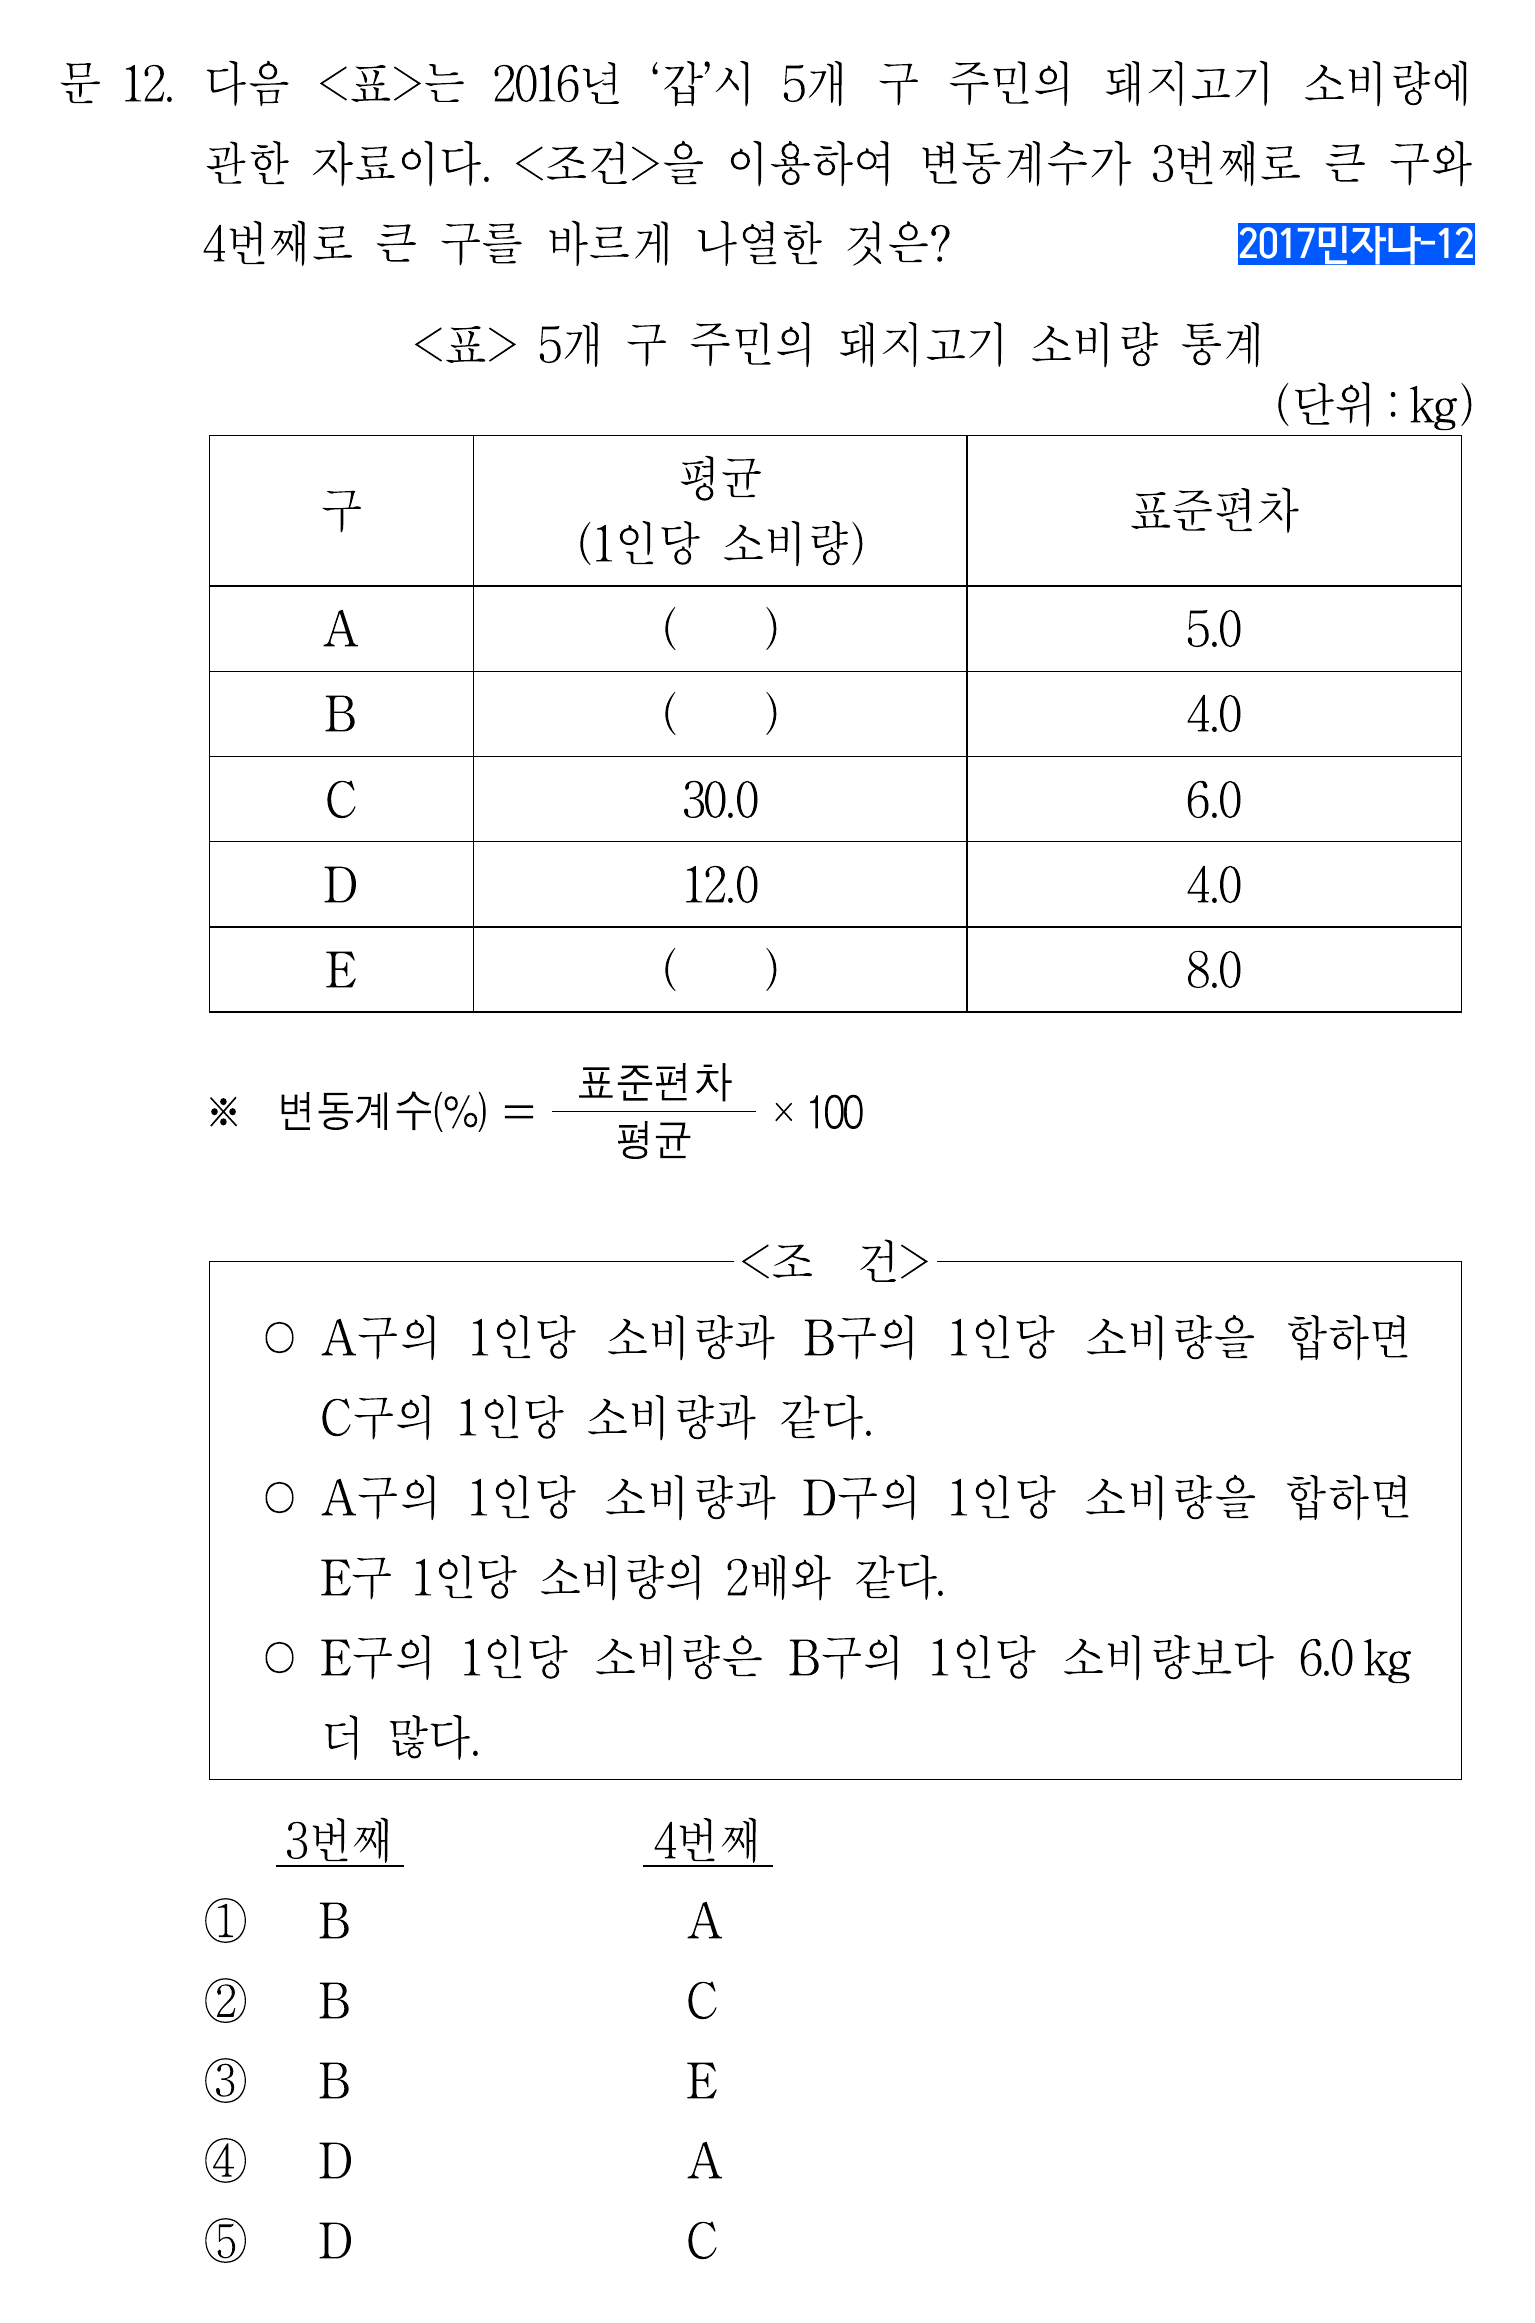 문 12. 다음 <표>는 2016년 ‘갑’시 5개 구 주민의 돼지고기 소비량에
관한 자료이다. <조건>을 이용하여 변동계수가 3번째로 큰 구와
4번째로 큰 구를 바르게 나열한 것은? 2017민자나-12
<표> 5개 구 주민의 돼지고기 소비량 통계
(단위 : kg)
구 평균 (1인당 소비량) 표준편차
A ( ) 5.0
B ( ) 4.0
C 30.0 6.0
D 12.0 4.0
E ( ) 8.0
※ 변동계수(%) = 표준편차 / 평균 × 100
<조 건>
○ A구의 1인당 소비량과 B구의 1인당 소비량을 합하면
C구의 1인당 소비량과 같다.
○ A구의 1인당 소비량과 D구의 1인당 소비량을 합하면
E구 1인당 소비량의 2배와 같다.
○ E구의 1인당 소비량은 B구의 1인당 소비량보다 6.0 kg
더 많다.
3번째 4번째
① B A
② B C
③ B E
④ D A
⑤ D C